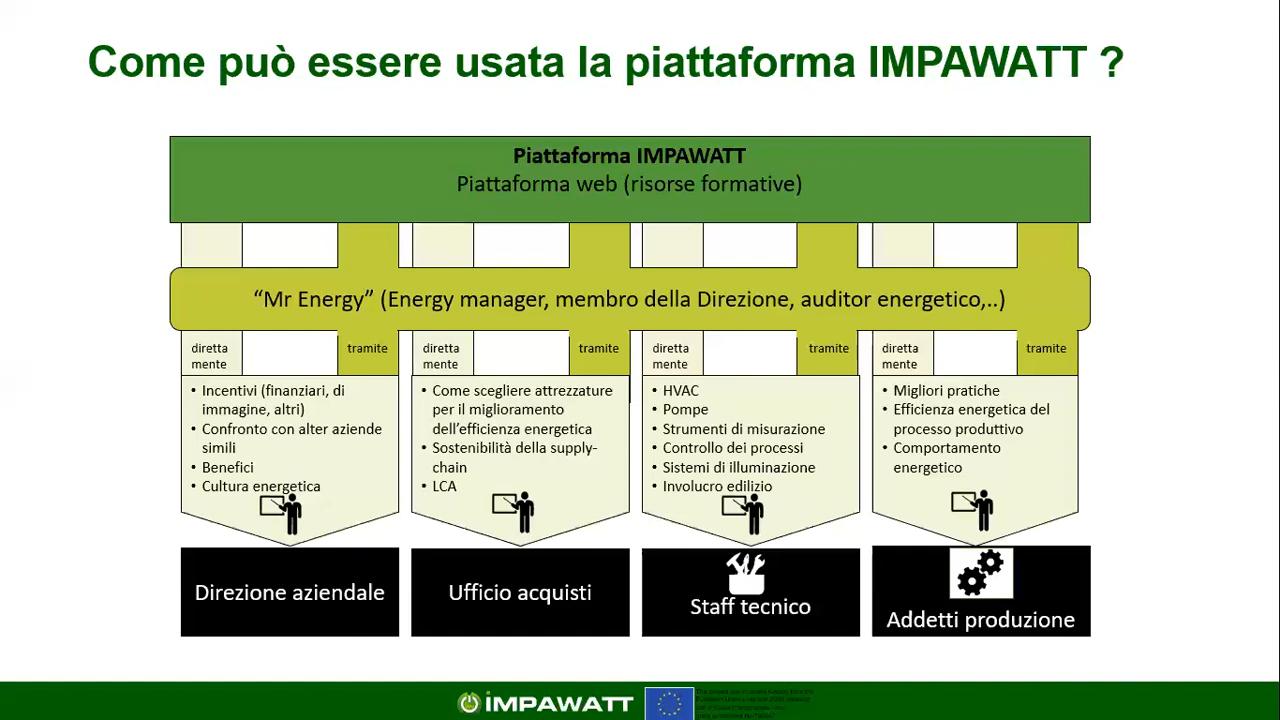 Come può essere usata la piattaforma IMPAWATT ?
Piattaforma IMPAWATT
Piattaforma web (risorse formative)
“Mr Energy” (Energy manager, membro della Direzione, auditor energetico,..)
diretta
mente
tramite
diretta
mente
tramite
diretta
mente
tramite
diretta
mente
tramite
• Incentivi (finanziari, di
immagine, altri)
• Confronto con alter aziende
simili
• Benefici
• Cultura energetica
• Come scegliere attrezzature
per il miglioramento
dell’efficienza energetica
• Sostenibilità della supply-
chain
• LCA
• HVAC
• Pompe
• Strumenti di misurazione
• Controllo dei processi
• Sistemi di illuminazione
• Involucro edilizio
• Migliori pratiche
• Efficienza energetica del
processo produttivo
• Comportamento
energetico
Direzione aziendale
Ufficio acquisti
Staff tecnico
Addetti produzione
IMPAWATT